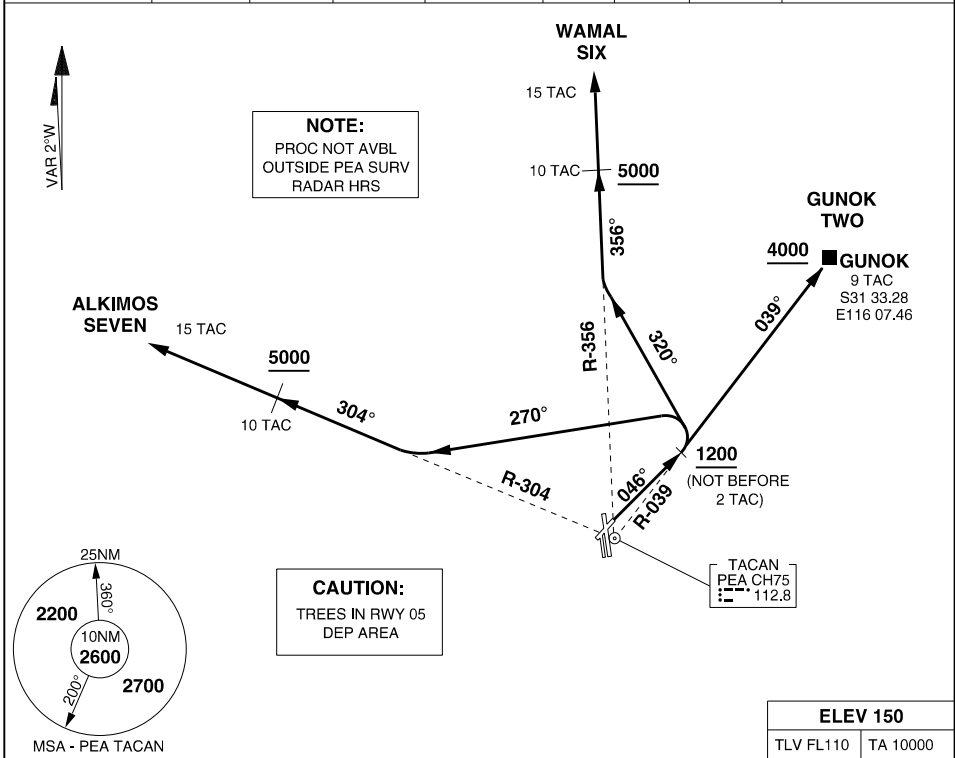 WAMAL
SIX
15 TAC
VAR 2°W
NOTE:
PROC NOT AVBL
OUTSIDE PEA SURV
RADAR HRS
10 TAC
5000
GUNOK
TWO
4000
GUNOK
9 TAC
S31 33.28
E116 07.46
356°
039°
ALKIMOS
SEVEN
15 TAC
5000
R-356
320°
10 TAC
304°
270°
1200
(NOT BEFORE
2 TAC)
R-304
046°
R-039
TACAN
PEA CH75
112.8
25NM
360°
2200
10NM
2600
2700
200°
MSA - PEA TACAN
CAUTION:
TREES IN RWY 05
DEP AREA
ELEV 150
TLV FL110 TA 10000